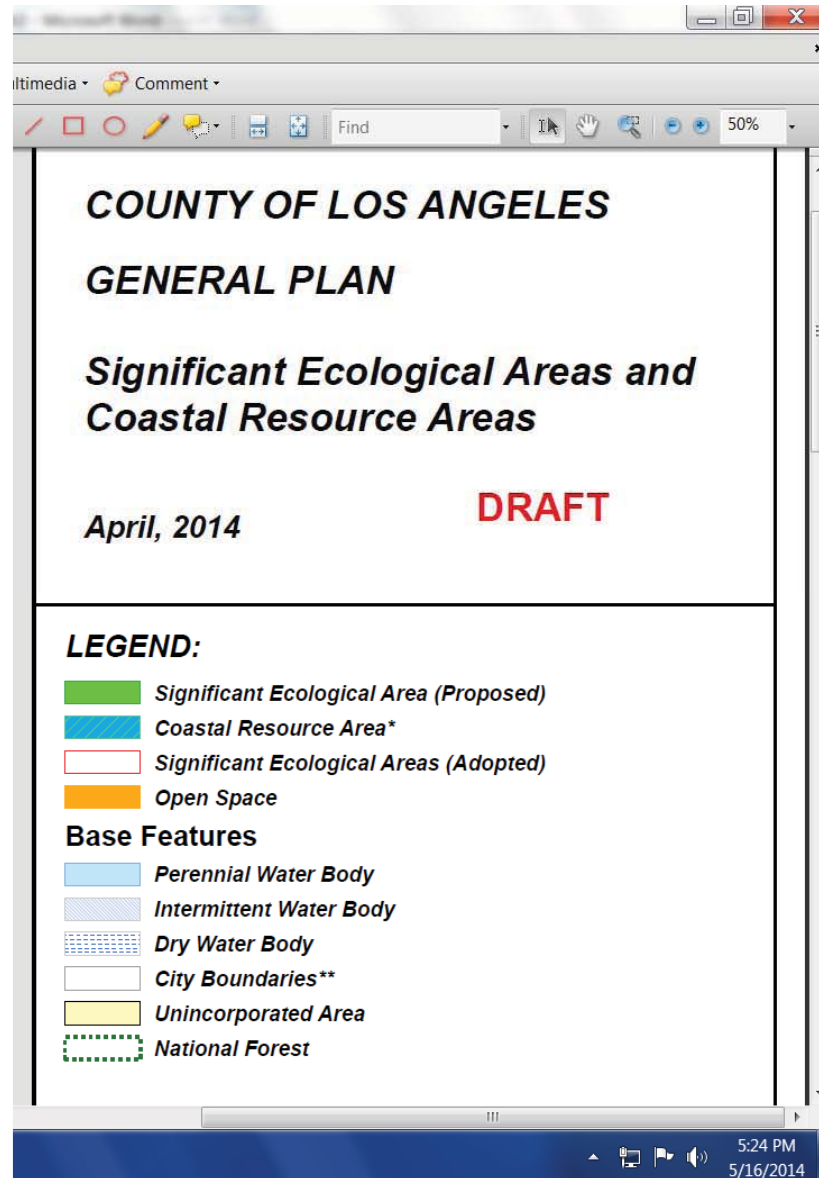 Microsoft Word
ltimedia
Comment
Find
50%
COUNTY OF LOS ANGELES
GENERAL PLAN
Significant Ecological Areas and
Coastal Resource Areas
DRAFT
April, 2014
LEGEND:
Significant Ecological Area (Proposed)
Coastal Resource Area*
Significant Ecological Areas (Adopted)
Open Space
Base Features
Perennial Water Body
Intermittent Water Body
Dry Water Body
City Boundaries**
Unincorporated Area
National Forest
5:24 PM
5/16/2014